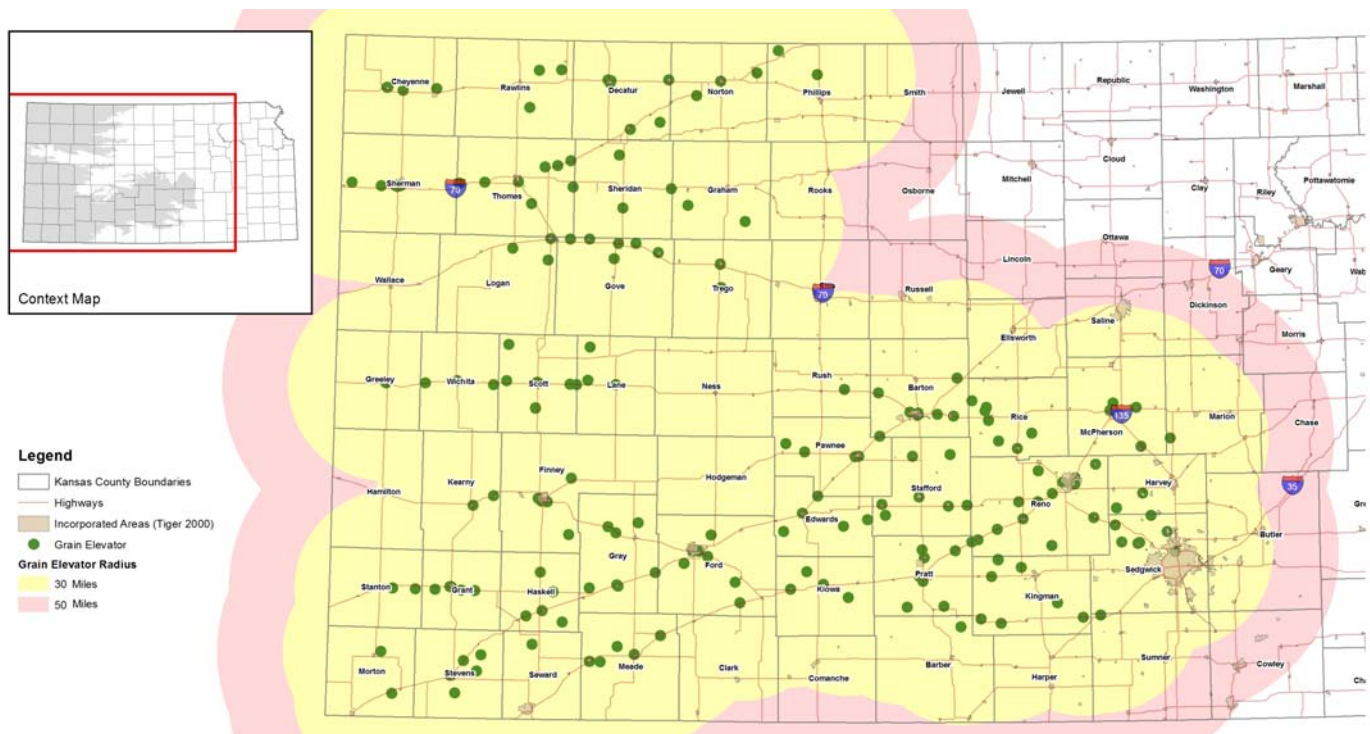 Context Map
Legend
Kansas County Boundaries
Highways
Incorporated Areas (Tiger 2000)
Grain Elevator
Grain Elevator Radius
30 Miles
50 Miles
Cheyenne
Rawlins
Decatur
Norton
Phillips
Smith
Jewell
Republic
Washington
Marshall
Sherman
70
Thomas
Sheridan
Graham
Rooks
Osborne
Mitchell
Cloud
Clay
Riley
Pottawatomie
Wallace
Logan
Gove
Trego
70
Russell
Lincoln
Ottawa
70
Geary
Wab
Dickinson
Saline
Ellsworth
Morris
Greeley
Wichita
Scott
Lane
Ness
Rush
Barton
Rice
135
McPherson
Marion
Chase
Hamilton
Kearny
Finney
Hodgeman
Pawnee
Stafford
Reno
Harvey
35
Gre
Gray
Ford
Edwards
Butler
Stanton
Grant
Haskell
Kiowa
Pratt
Kingman
Sedgwick
Morton
Stevens
Seward
Meade
Clark
Comanche
Barber
Harper
Sumner
Cowley